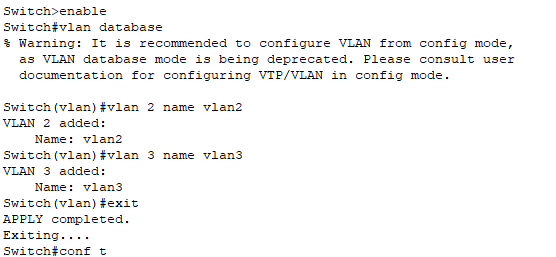 Switch>enable
Switch#vlan database
% Warning: It is recommended to configure VLAN from config mode,
  as VLAN database mode is being deprecated. Please consult user
  documentation for configuring VTP/VLAN in config mode.

Switch(vlan)#vlan 2 name vlan2
VLAN 2 added:
    Name: vlan2
Switch(vlan)#vlan 3 name vlan3
VLAN 3 added:
    Name: vlan3
Switch(vlan)#exit
APPLY completed.
Exiting....
Switch#conf t